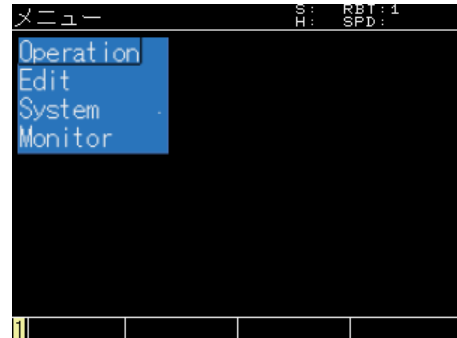 メニュー
S: RBT:1
H: SPD:
Operation
Edit
System
Monitor
1